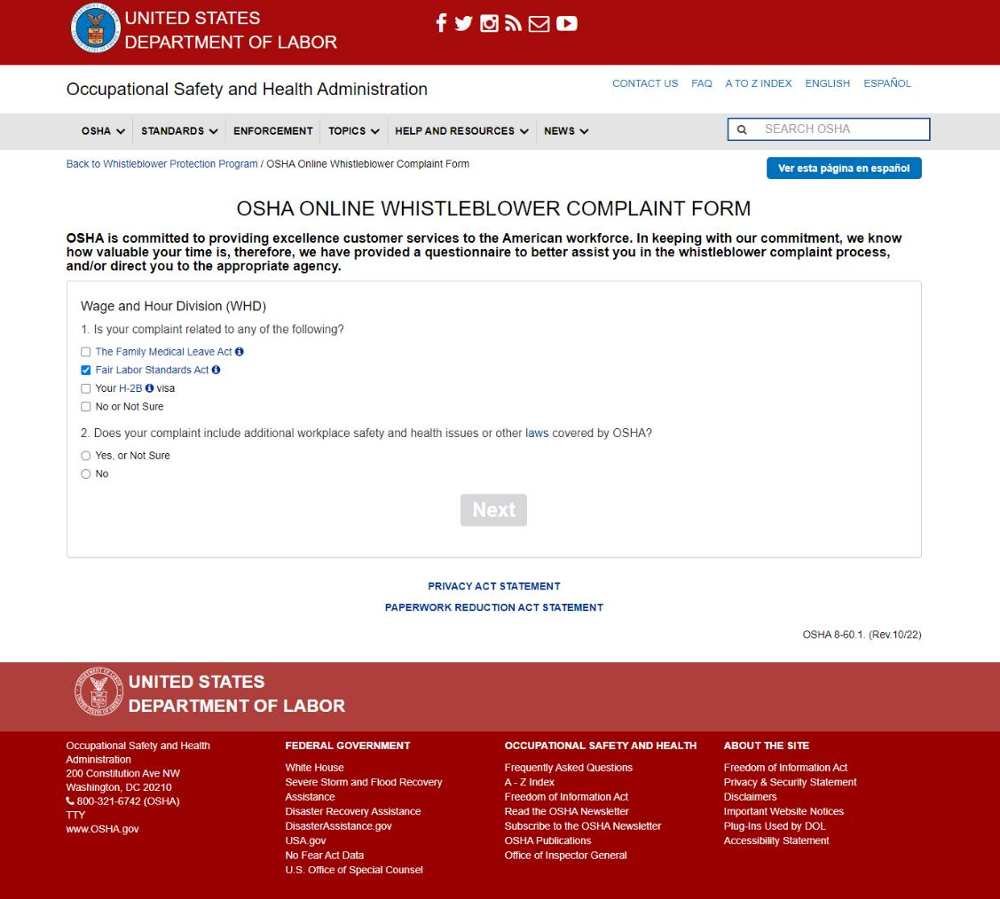 UNITED STATES
DEPARTMENT OF LABOR
Occupational Safety and Health Administration
CONTACT US FAQ A TO Z INDEX ENGLISH ESPAÑOL
OSHA STANDARDS ENFORCEMENT TOPICS HELP AND RESOURCES NEWS SEARCH OSHA
Back to Whistleblower Protection Program / OSHA Online Whistleblower Complaint Form
Ver esta página en español
OSHA ONLINE WHISTLEBLOWER COMPLAINT FORM
OSHA is committed to providing excellence customer services to the American workforce. In keeping with our commitment, we know
how valuable your time is, therefore, we have provided a questionnaire to better assist you in the whistleblower complaint process,
and/or direct you to the appropriate agency.
Wage and Hour Division (WHD)
1. Is your complaint related to any of the following?
The Family Medical Leave Act
Fair Labor Standards Act
Your H-2B visa
No or Not Sure
2. Does your complaint include additional workplace safety and health issues or other laws covered by OSHA?
Yes, or Not Sure
No
Next
PRIVACY ACT STATEMENT
PAPERWORK REDUCTION ACT STATEMENT
OSHA 8-60.1. (Rev.10/22)
UNITED STATES
DEPARTMENT OF LABOR
Occupational Safety and Health
Administration
200 Constitution Ave NW
Washington, DC 20210
800-321-6742 (OSHA)
TTY
www.OSHA.gov
FEDERAL GOVERNMENT
White House
Severe Storm and Flood Recovery
Assistance
Disaster Recovery Assistance
DisasterAssistance.gov
USA.gov
No Fear Act Data
U.S. Office of Special Counsel
OCCUPATIONAL SAFETY AND HEALTH
Frequently Asked Questions
A - Z Index
Freedom of Information Act
Read the OSHA Newsletter
Subscribe to the OSHA Newsletter
OSHA Publications
Office of Inspector General
ABOUT THE SITE
Freedom of Information Act
Privacy & Security Statement
Disclaimers
Important Website Notices
Plug-Ins Used by DOL
Accessibility Statement